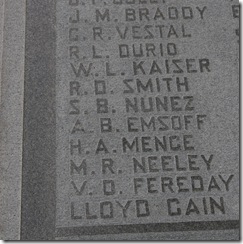 J. M. BRADDY
C. R. VESTAL
R. L. DURIO
W. L. KAISER
R. D. SMITH
S. B. NUNEZ
A. B. EMSOFF
H. A. MENGE
M. R. NEELEY
V. O. FEREDAY
LLOYD CAIN